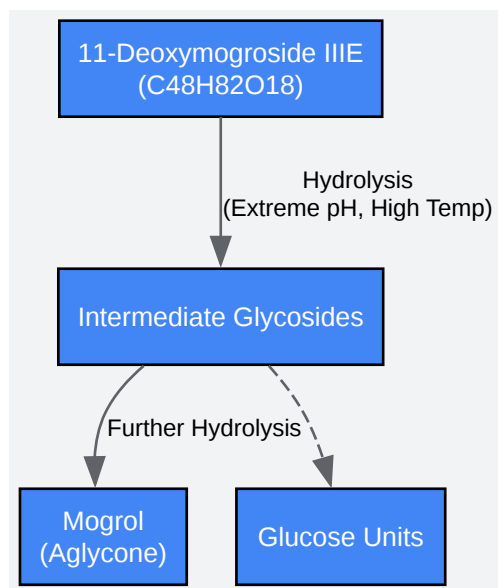 11-Deoxymogroside IIIE
(C48H82O18)
Hydrolysis
(Extreme pH, High Temp)
Intermediate Glycosides
Further Hydrolysis
Mogrol
(Aglycone)
Glucose Units